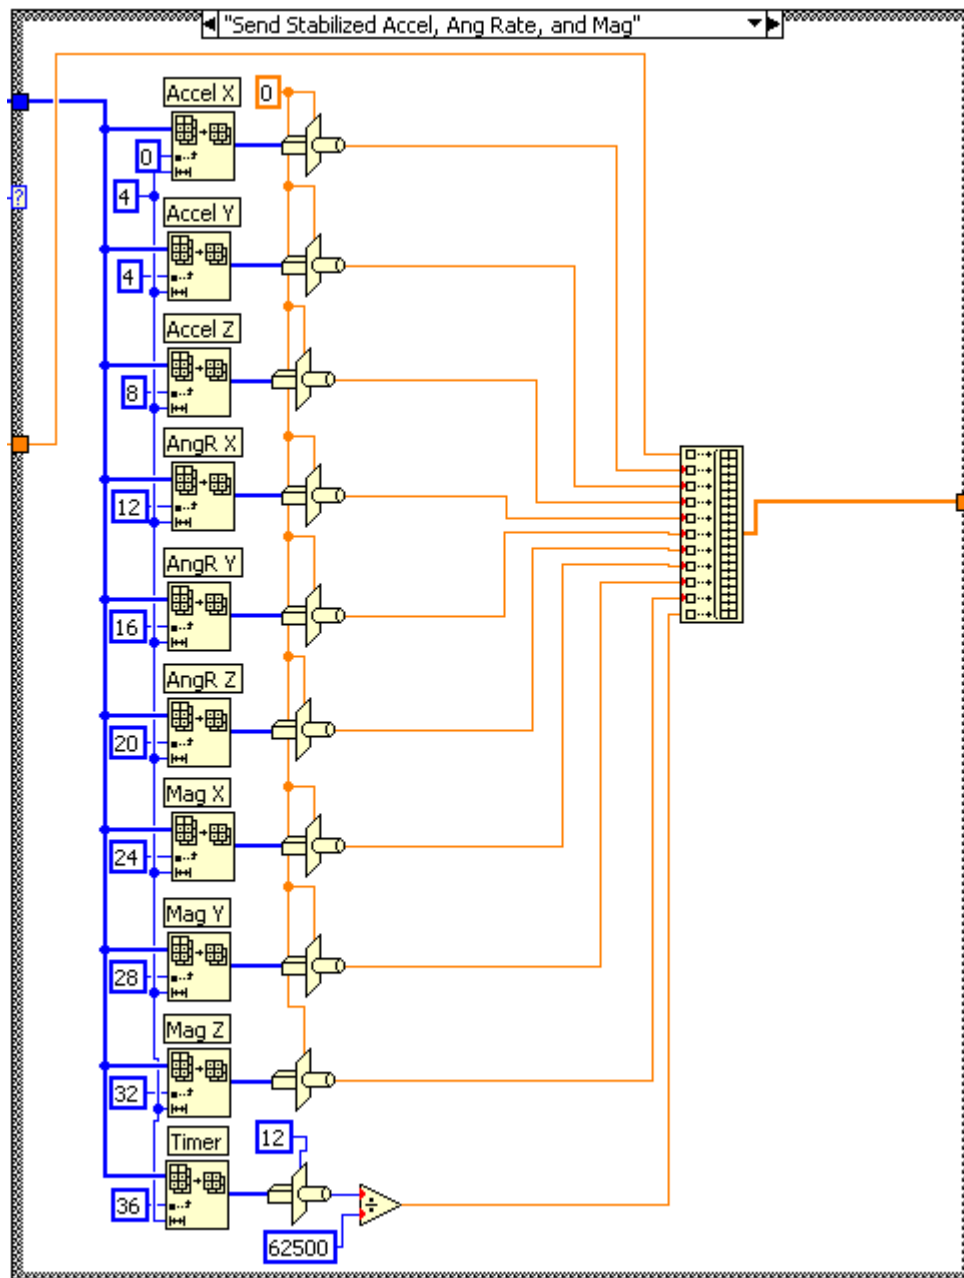 "Send Stabilized Accel, Ang Rate, and Mag"
Accel X
0
0
4
?
Accel Y
4
Accel Z
8
AngR X
12
AngR Y
16
AngR Z
20
Mag X
24
Mag Y
28
Mag Z
32
Timer
12
36
÷
62500